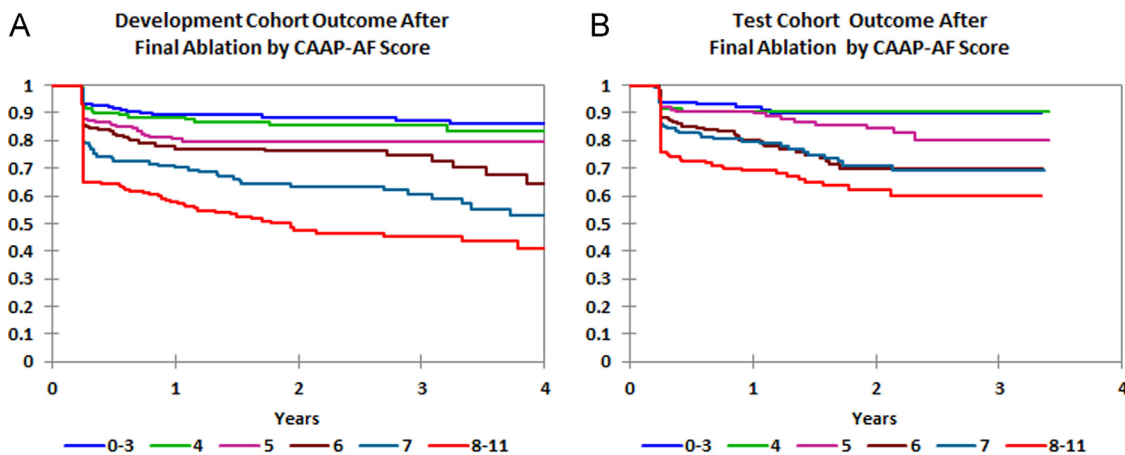 A
Development Cohort Outcome After
Final Ablation by CAAP-AF Score
1
0.9
0.8
0.7
0.6
0.5
0.4
0.3
0.2
0.1
0
0 1 2 3 4
Years
0-3 4 5 6 7 8-11
B
Test Cohort Outcome After
Final Ablation by CAAP-AF Score
1
0.9
0.8
0.7
0.6
0.5
0.4
0.3
0.2
0.1
0
0 1 2 3 4
Years
0-3 4 5 6 7 8-11